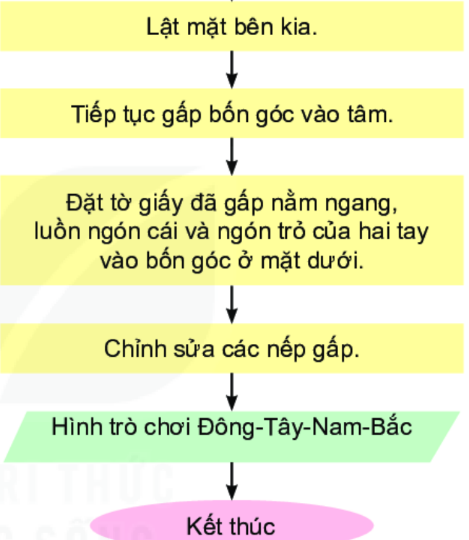 Lật mặt bên kia.
Tiếp tục gấp bốn góc vào tâm.
Đặt tờ giấy đã gấp nằm ngang,
luồn ngón cái và ngón trỏ của hai tay
vào bốn góc ở mặt dưới.
Chỉnh sửa các nếp gấp.
Hình trò chơi Đông-Tây-Nam-Bắc
RI THỨC
Kết thúc